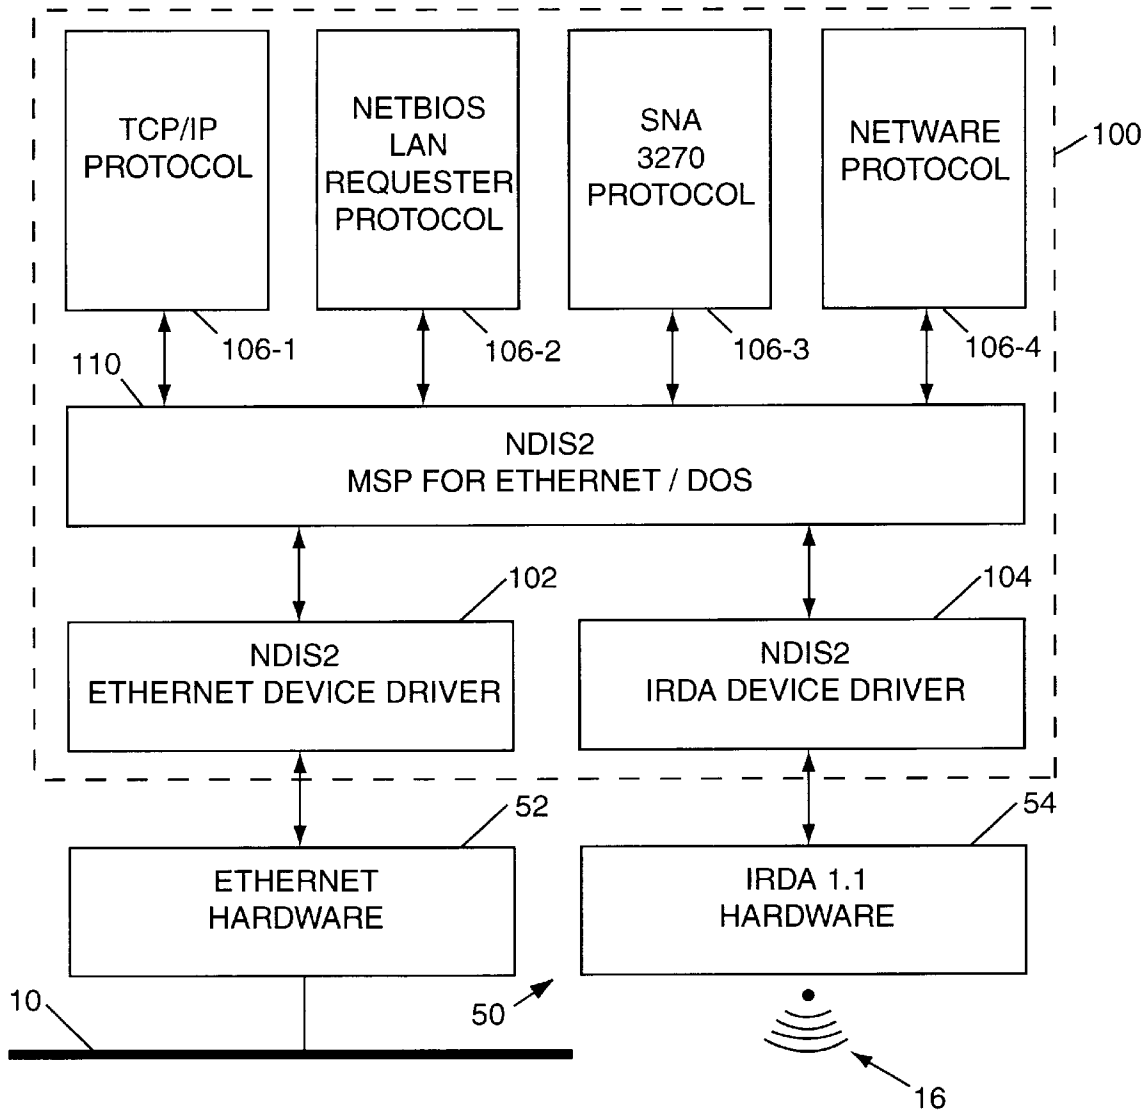 TCP/IP
PROTOCOL
NETBIOS
LAN
REQUESTER
PROTOCOL
SNA
3270
PROTOCOL
NETWARE
PROTOCOL
100
106-1
106-2
106-3
106-4
110
NDIS2
MSP FOR ETHERNET / DOS
102
104
NDIS2
ETHERNET DEVICE DRIVER
NDIS2
IRDA DEVICE DRIVER
52
54
ETHERNET
HARDWARE
IRDA 1.1
HARDWARE
10
50
16